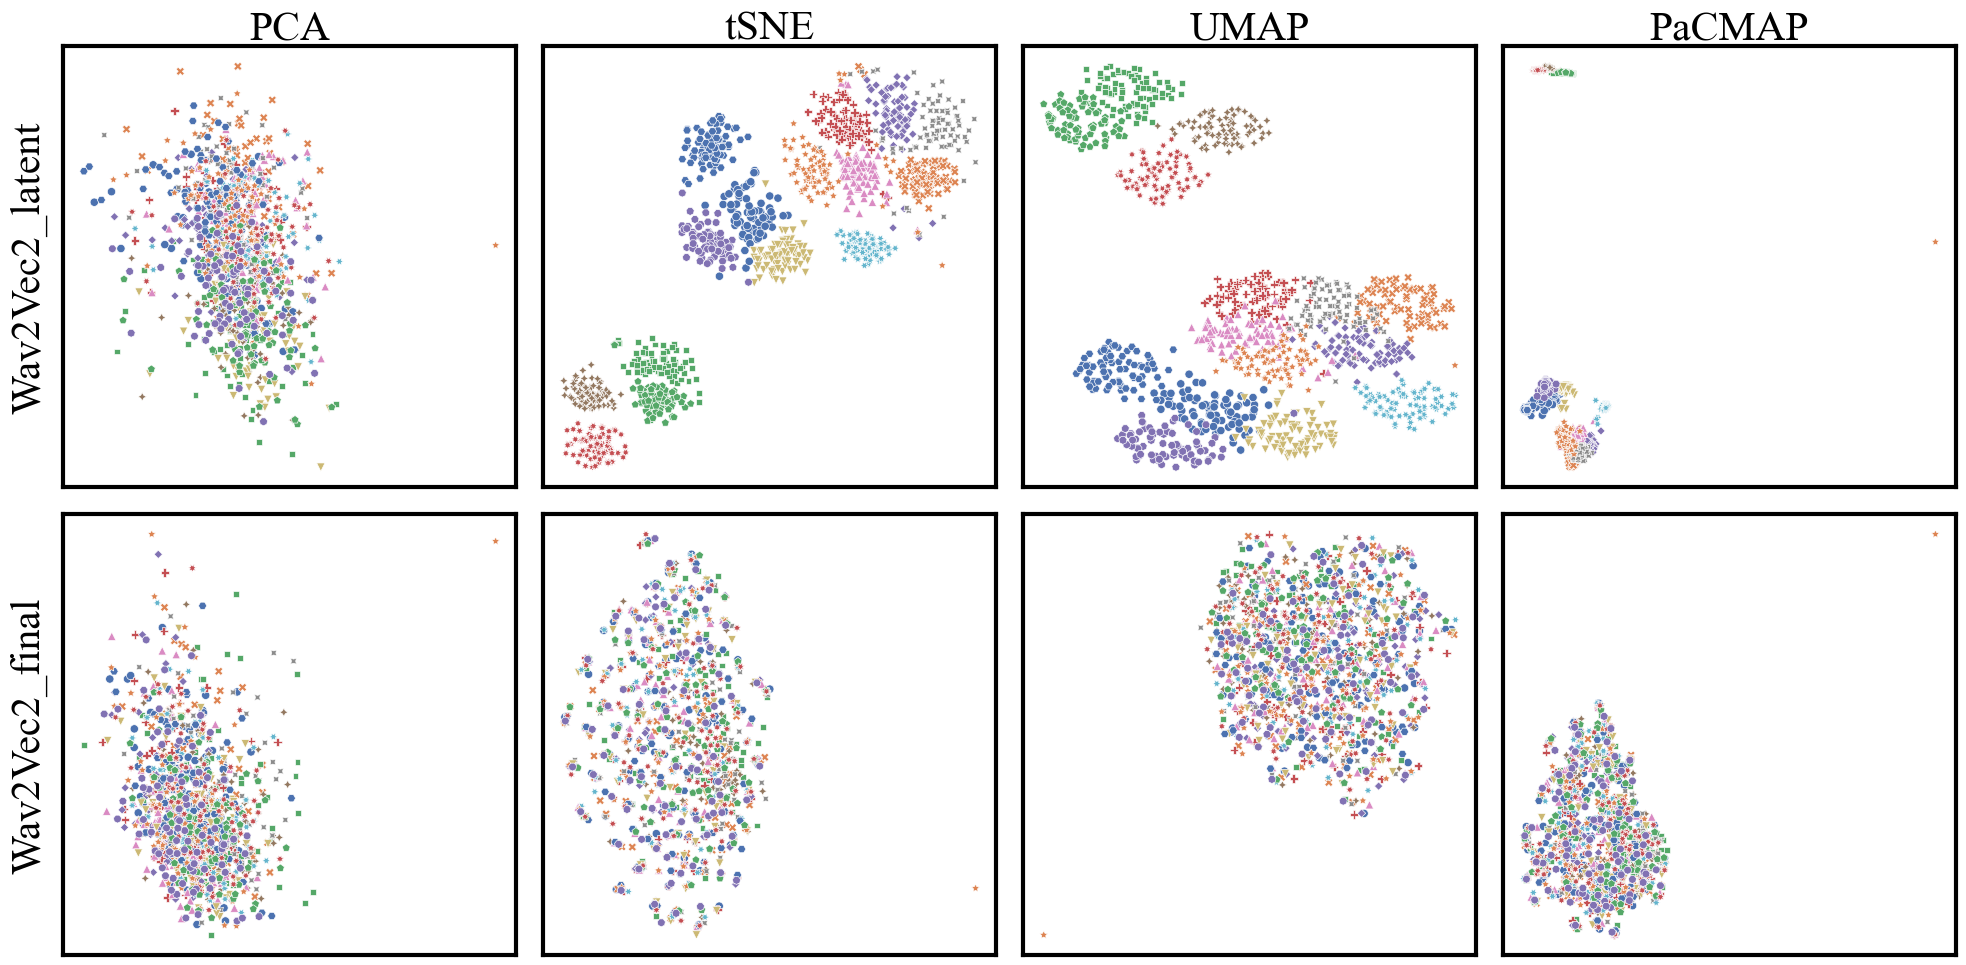 PCA
tSNE
UMAP
PaCMAP
Wav2Vec2_latent
Wav2Vec2_final